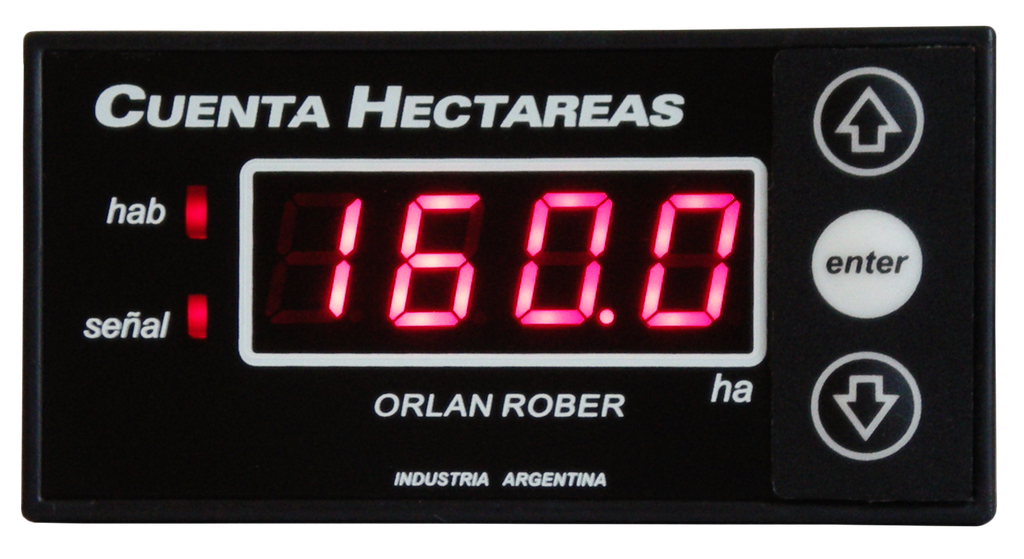 CUENTA HECTAREAS
hab
160.0
señal
ha
ORLAN ROBER
INDUSTRIA ARGENTINA
enter